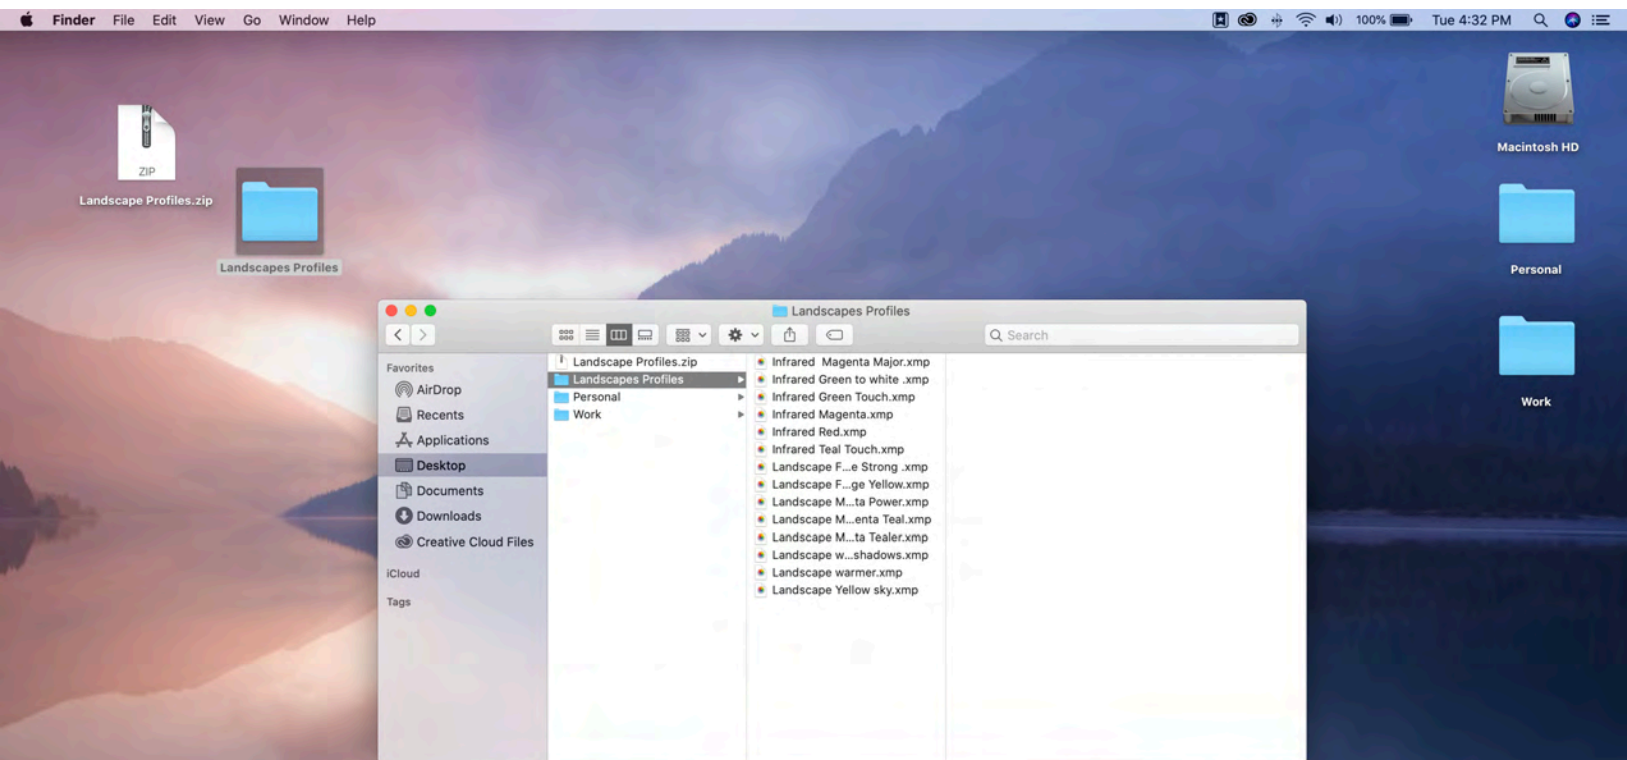 Finder File Edit View Go Window Help
100% Tue 4:32 PM
ZIP
Landscape Profiles.zip
Landscapes Profiles
Macintosh HD
Personal
Work
Landscapes Profiles
Search
Favorites
AirDrop
Recents
Applications
Desktop
Documents
Downloads
Creative Cloud Files
iCloud
Tags
Landscape Profiles.zip
Landscapes Profiles
Personal
Work
Infrared  Magenta Major.xmp
Infrared Green to white .xmp
Infrared Green Touch.xmp
Infrared Magenta.xmp
Infrared Red.xmp
Infrared Teal Touch.xmp
Landscape F...e Strong .xmp
Landscape F...ge Yellow.xmp
Landscape M...ta Power.xmp
Landscape M...enta Teal.xmp
Landscape M...ta Tealer.xmp
Landscape w...shadows.xmp
Landscape warmer.xmp
Landscape Yellow sky.xmp